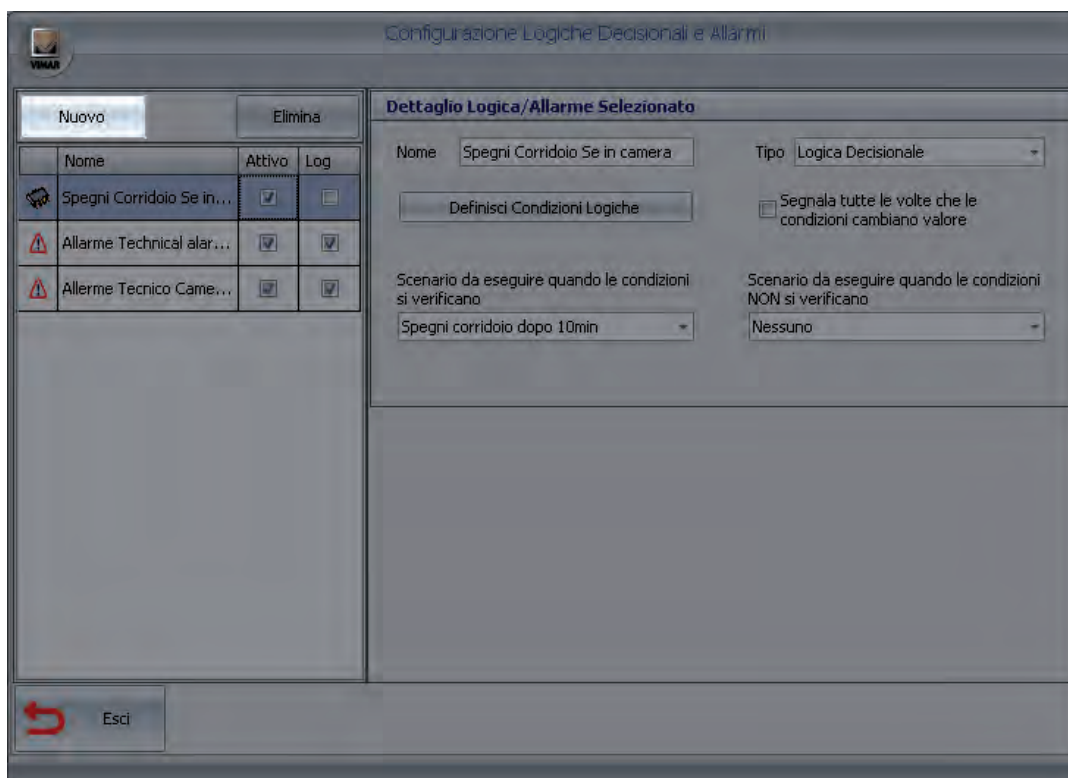 Configurazione Logiche Decisionali e Allarmi
VIMAR
Nuovo
Elimina
Nome Attivo Log
Spegni Corridoio Se in...
Allarme Technical alar...
Allerme Tecnico Came...
Dettaglio Logica/Allarme Selezionato
Nome Spegni Corridoio Se in camera
Tipo Logica Decisionale
Definisci Condizioni Logiche
Segnala tutte le volte che le
condizioni cambiano valore
Scenario da eseguire quando le condizioni
si verificano
Spegni corridoio dopo 10min
Scenario da eseguire quando le condizioni
NON si verificano
Nessuno
Esci